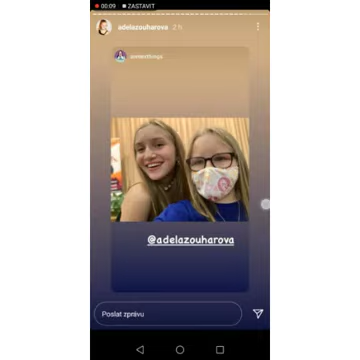 00:09 ZASTAVIT
adelazouharova 2 h
@adelazouharova
Poslat zprávu